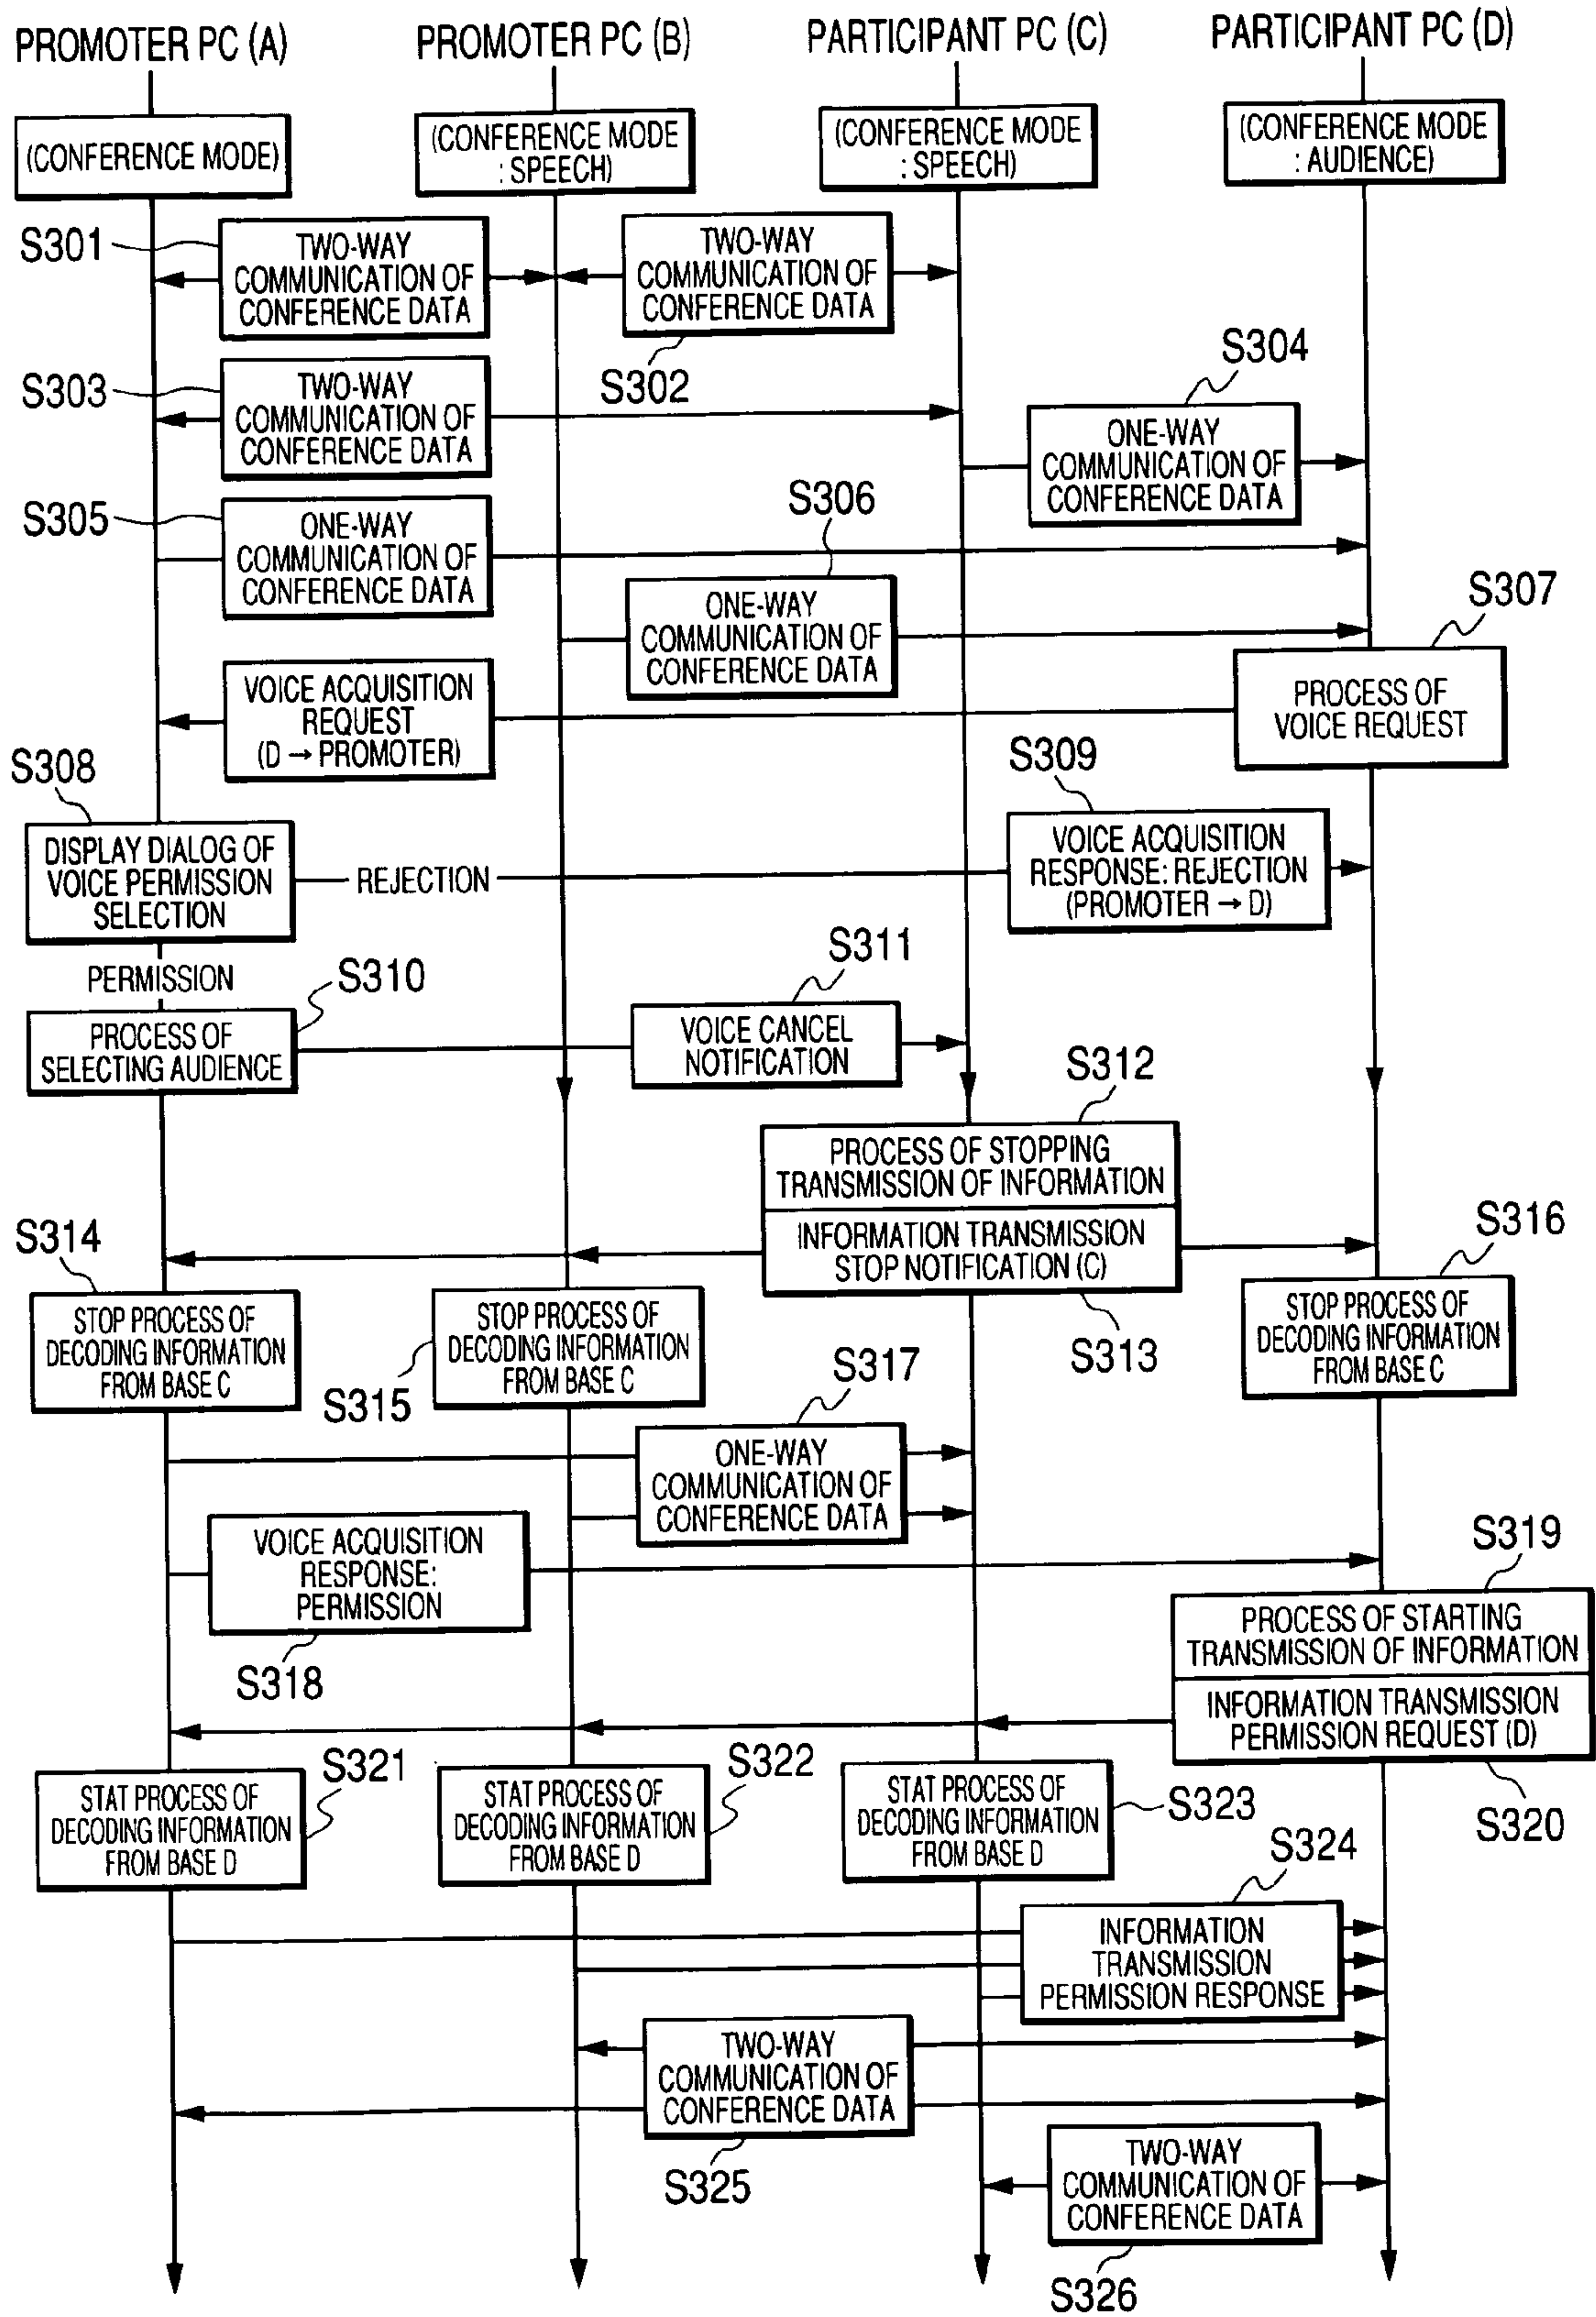 PROMOTER PC (A)
PROMOTER PC (B)
PARTICIPANT PC (C)
PARTICIPANT PC (D)
(CONFERENCE MODE)
(CONFERENCE MODE
: SPEECH)
(CONFERENCE MODE
: SPEECH)
(CONFERENCE MODE
: AUDIENCE)
S301
TWO-WAY
COMMUNICATION OF
CONFERENCE DATA
TWO-WAY
COMMUNICATION OF
CONFERENCE DATA
S302
S303
TWO-WAY
COMMUNICATION OF
CONFERENCE DATA
S304
ONE-WAY
COMMUNICATION OF
CONFERENCE DATA
S305
ONE-WAY
COMMUNICATION OF
CONFERENCE DATA
S306
ONE-WAY
COMMUNICATION OF
CONFERENCE DATA
S307
PROCESS OF
VOICE REQUEST
VOICE ACQUISITION
REQUEST
(D → PROMOTER)
S308
DISPLAY DIALOG OF
VOICE PERMISSION
SELECTION
REJECTION
S309
VOICE ACQUISITION
RESPONSE: REJECTION
(PROMOTER → D)
PERMISSION
S310
PROCESS OF
SELECTING AUDIENCE
S311
VOICE CANCEL
NOTIFICATION
S312
PROCESS OF STOPPING
TRANSMISSION OF INFORMATION
INFORMATION TRANSMISSION
STOP NOTIFICATION (C)
S313
S314
STOP PROCESS OF
DECODING INFORMATION
FROM BASE C
S315
STOP PROCESS OF
DECODING INFORMATION
FROM BASE C
S316
STOP PROCESS OF
DECODING INFORMATION
FROM BASE C
S317
ONE-WAY
COMMUNICATION OF
CONFERENCE DATA
VOICE ACQUISITION
RESPONSE:
PERMISSION
S318
S319
PROCESS OF STARTING
TRANSMISSION OF INFORMATION
INFORMATION TRANSMISSION
PERMISSION REQUEST (D)
S320
S321
STAT PROCESS OF
DECODING INFORMATION
FROM BASE D
S322
STAT PROCESS OF
DECODING INFORMATION
FROM BASE D
S323
STAT PROCESS OF
DECODING INFORMATION
FROM BASE D
S324
INFORMATION
TRANSMISSION
PERMISSION RESPONSE
TWO-WAY
COMMUNICATION OF
CONFERENCE DATA
S325
TWO-WAY
COMMUNICATION OF
CONFERENCE DATA
S326